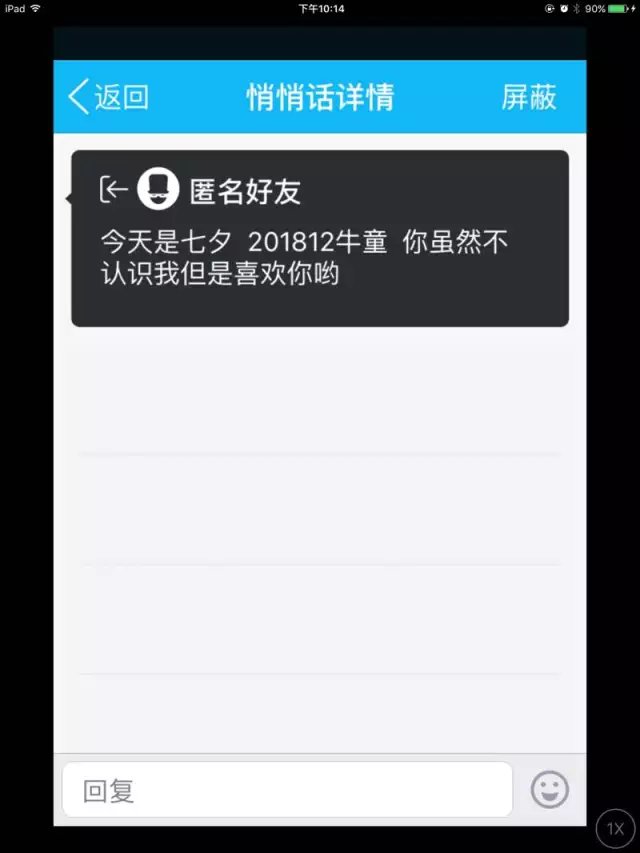 iPad 下午10:14 90%
返回 悄悄话详情 屏蔽
匿名好友
今天是七夕 201812牛童 你虽然不
认识我但是喜欢你哟
回复
1X